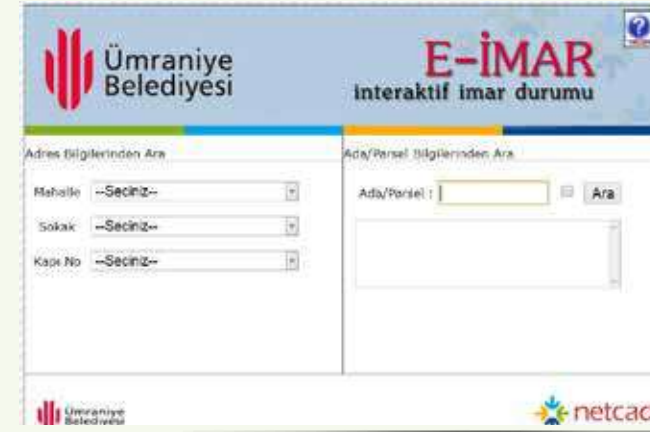 Ümraniye
Belediyesi
E-İMAR
interaktif imar durumu
?
Adres Bilgilerinden Ara
Mahalle --Seciniz--
Sokak --Seciniz--
Kapı No --Seciniz--
Ada/Parsel Bilgilerinden Ara
Ada/Parsel :
Ara
Ümraniye
Belediyesi
netcad